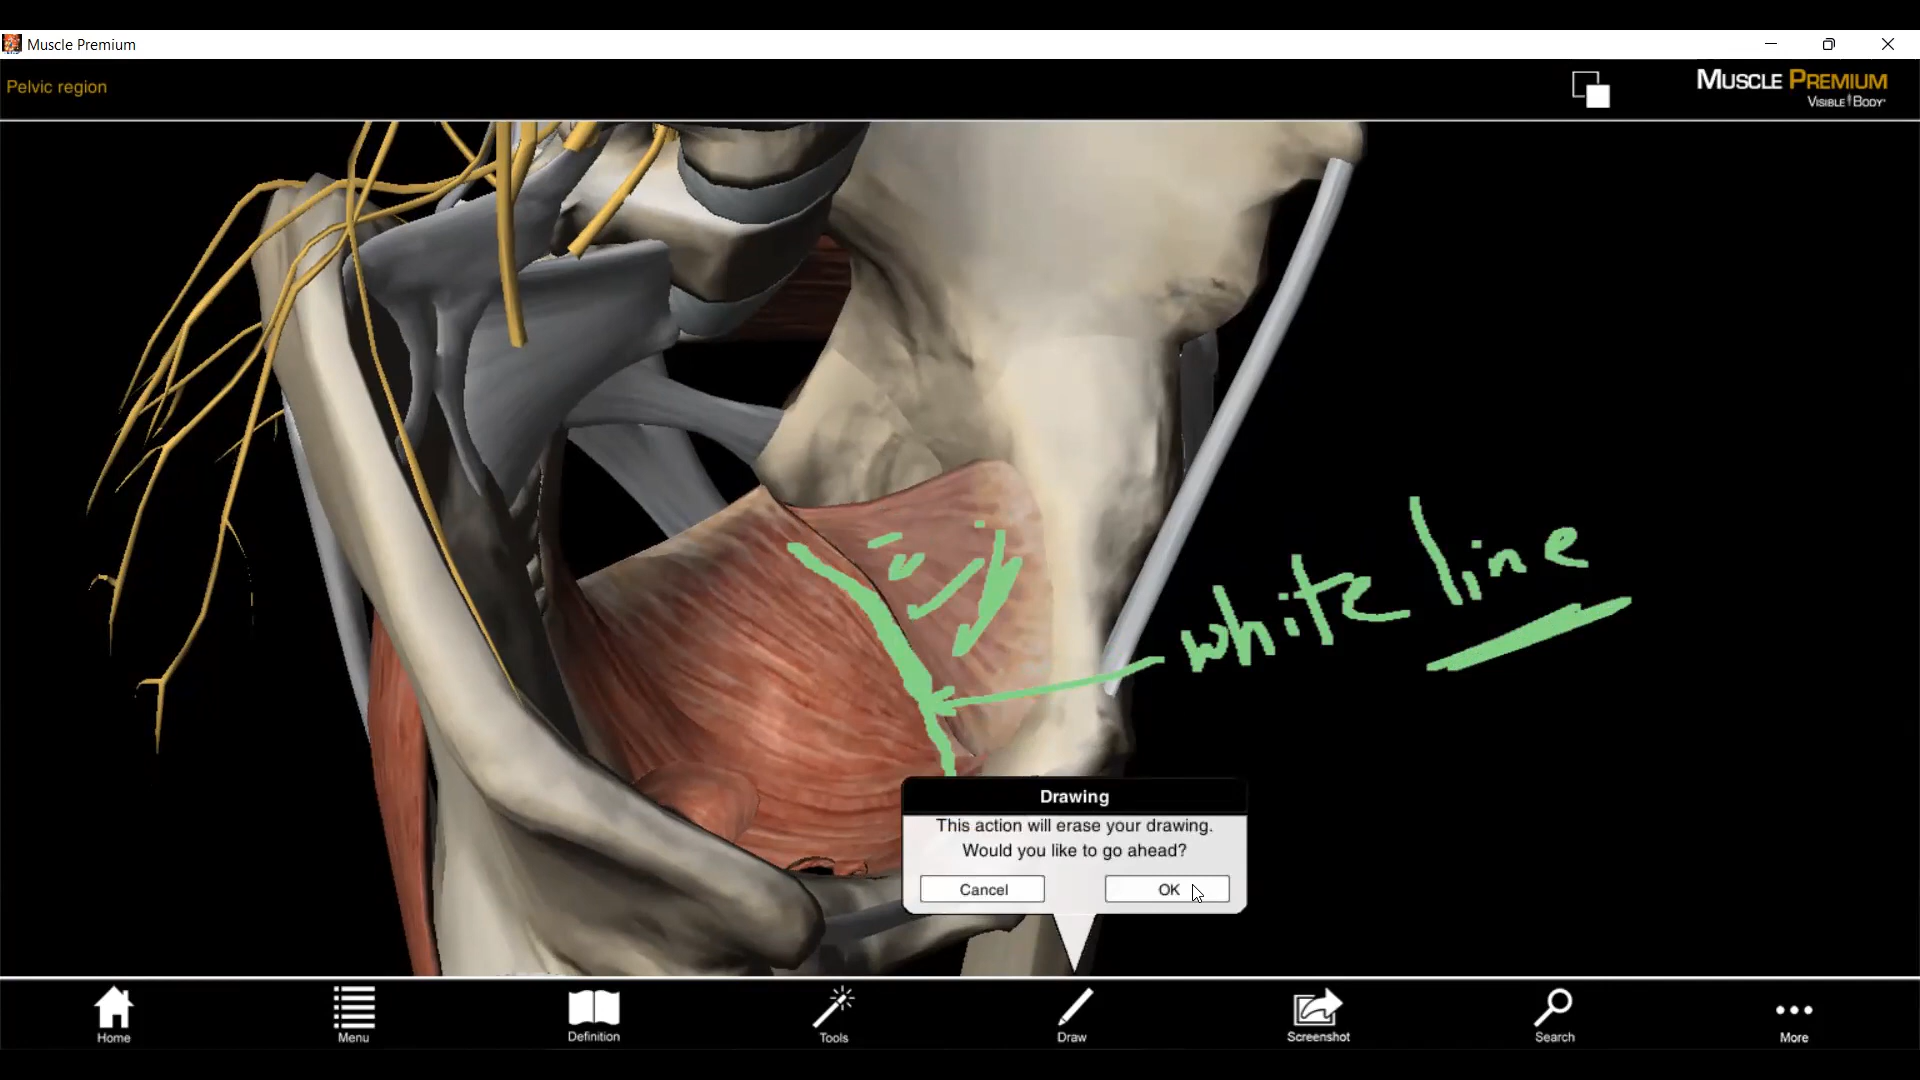 Muscle Premium
Pelvic region
MUSCLE PREMIUM
VISIBLE BODY
white line
Drawing
This action will erase your drawing.
Would you like to go ahead?
Cancel OK
Home Menu Definition Tools Draw Screenshot Search More